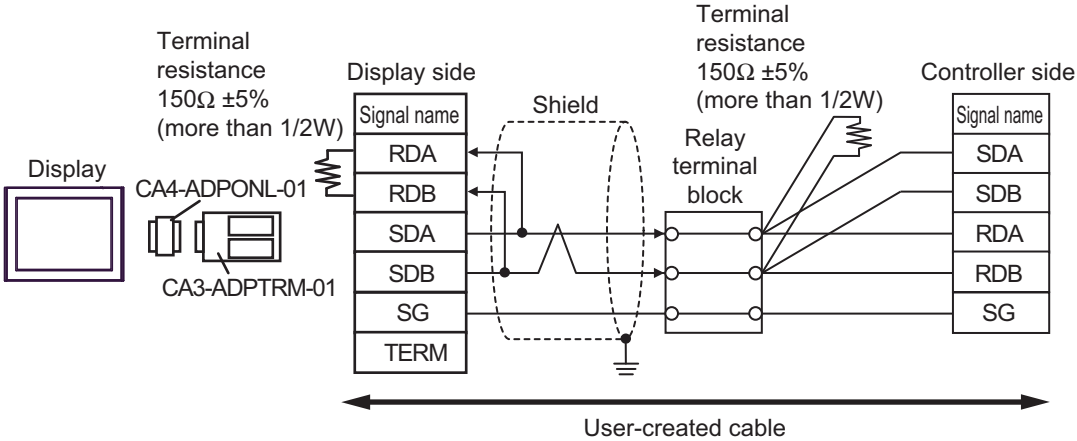 Terminal
resistance
150Ω ±5%
(more than 1/2W)
Terminal
resistance
150Ω ±5%
(more than 1/2W)
Display side
Controller side
Signal name
RDA
RDB
SDA
SDB
SG
TERM
Shield
Relay
terminal
block
Signal name
SDA
SDB
RDA
RDB
SG
Display
CA4-ADPONL-01
CA3-ADPTRM-01
User-created cable